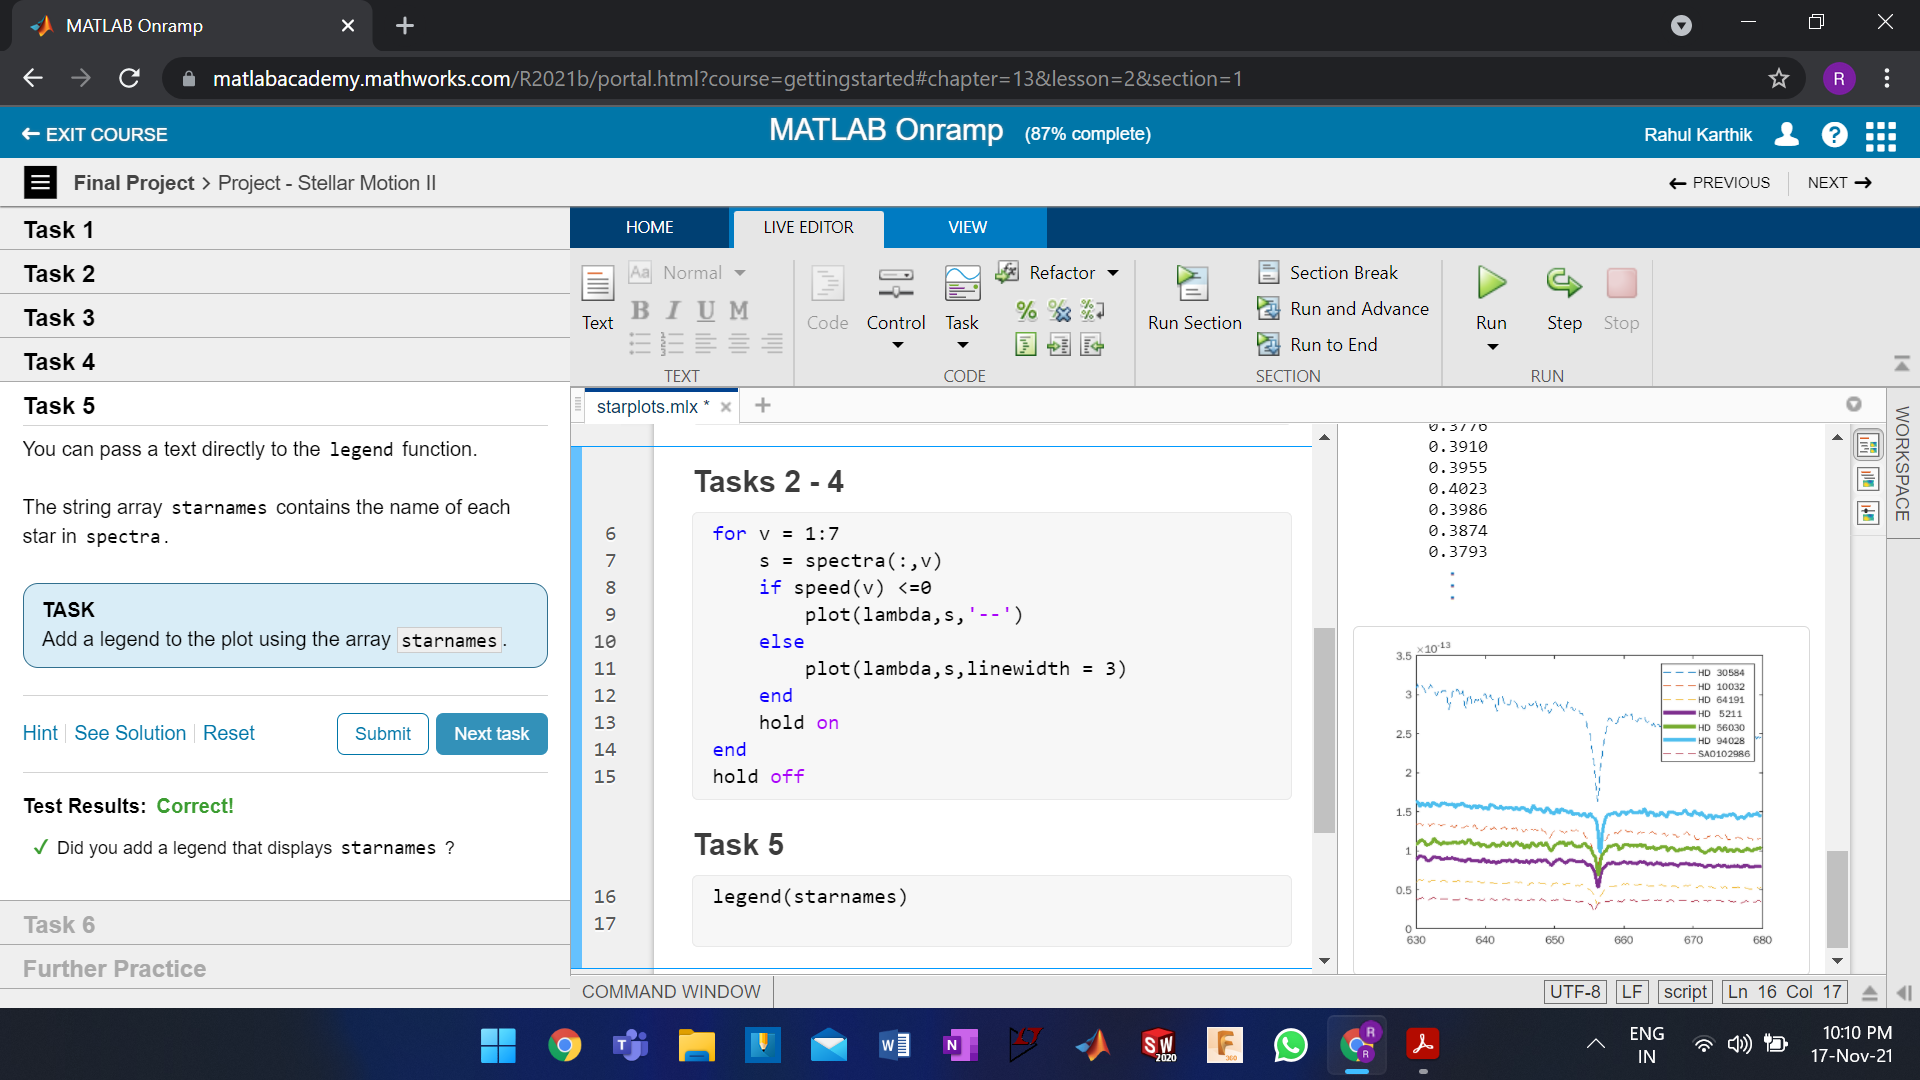 MATLAB Onramp
matlabacademy.mathworks.com/R2021b/portal.html?course=gettingstarted#chapter=13&lesson=2&section=1
R
EXIT COURSE
MATLAB Onramp (87% complete)
Rahul Karthik
Final Project > Project - Stellar Motion II
PREVIOUS
NEXT
Task 1
Task 2
Task 3
Task 4
Task 5
You can pass a text directly to the legend function.
The string array starnames contains the name of each
star in spectra.
TASK
Add a legend to the plot using the array starnames.
Hint
See Solution
Reset
Submit
Next task
Test Results: Correct!
✓ Did you add a legend that displays starnames ?
Task 6
Further Practice
HOME
LIVE EDITOR
VIEW
Text
Aa Normal
B I U M
TEXT
Code
Control
Task
Refactor
CODE
Run Section
Section Break
Run and Advance
Run to End
SECTION
Run
Step
Stop
RUN
starplots.mlx *
Tasks 2 - 4
6 for v = 1:7
7 s = spectra(:,v)
8 if speed(v) <=0
9 plot(lambda,s,'--')
10 else
11 plot(lambda,s,linewidth = 3)
12 end
13 hold on
14 end
15 hold off
Task 5
16 legend(starnames)
17
0.3776
0.3910
0.3955
0.4023
0.3986
0.3874
0.3793
×10-13
3.5
3
2.5
2
1.5
1
0.5
0
630 640 650 660 670 680
HD 30584
HD 10032
HD 64191
HD 5211
HD 56030
HD 94028
SAO102986
WORKSPACE
COMMAND WINDOW
UTF-8
LF
script
Ln 16 Col 17
SW
2020
F
360
ENG
IN
10:10 PM
17-Nov-21